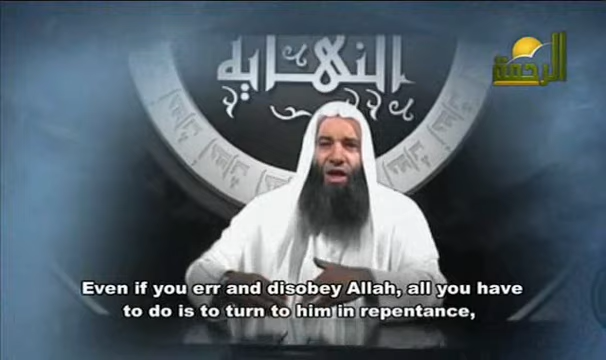 النهاية
الرحمة
Even if you err and disobey Allah, all you have
to do is to turn to him in repentance,